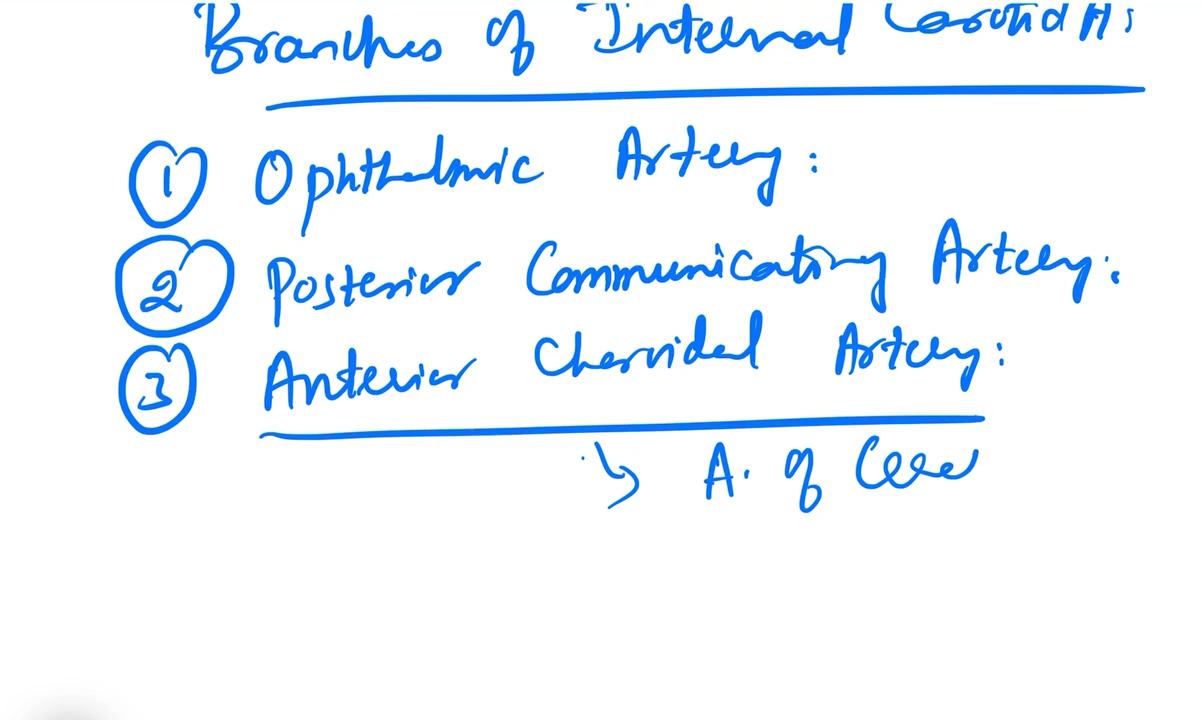 Branches of Internal Carotid A:
① Ophthalmic Artery:
② Posterior Communicating Artery:
③ Anterior Choroidal Artery:
↳ A. of